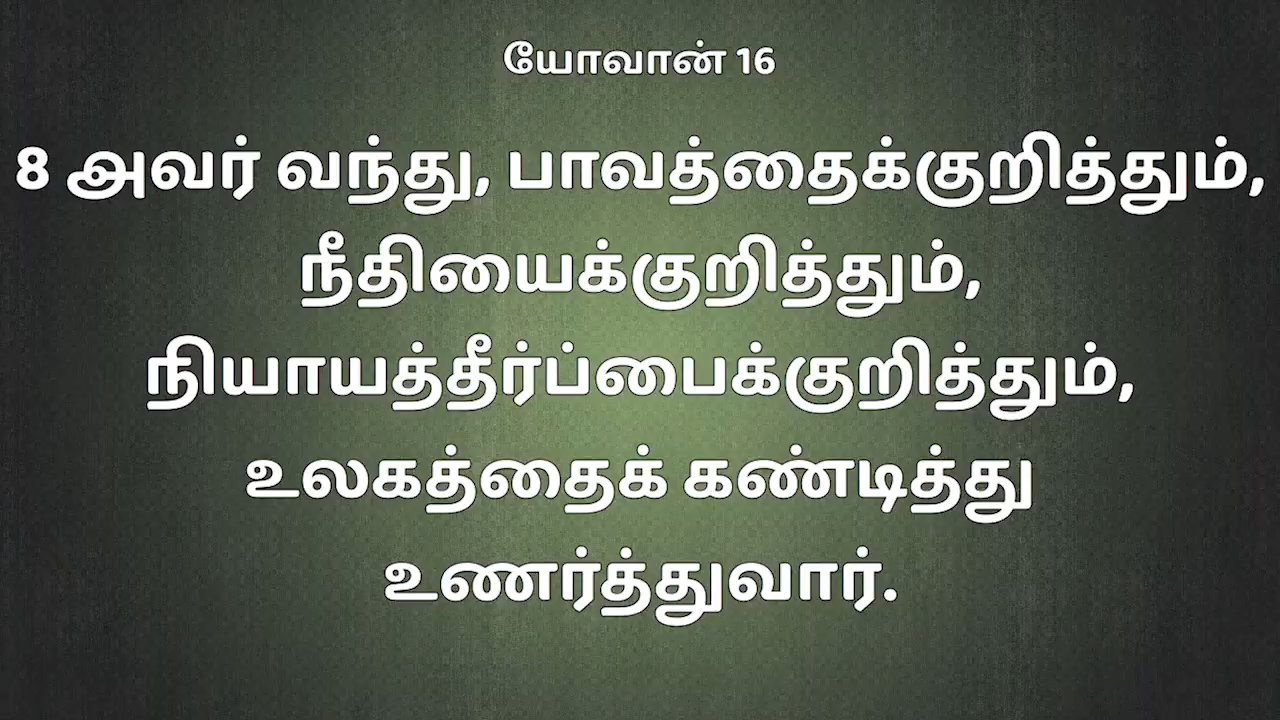 யோவான் 16
8 அவர் வந்து, பாவத்தைக்குறித்தும்,
நீதியைக்குறித்தும்,
நியாயத்தீர்ப்பைக்குறித்தும்,
உலகத்தைக் கண்டித்து
உணர்த்துவார்.